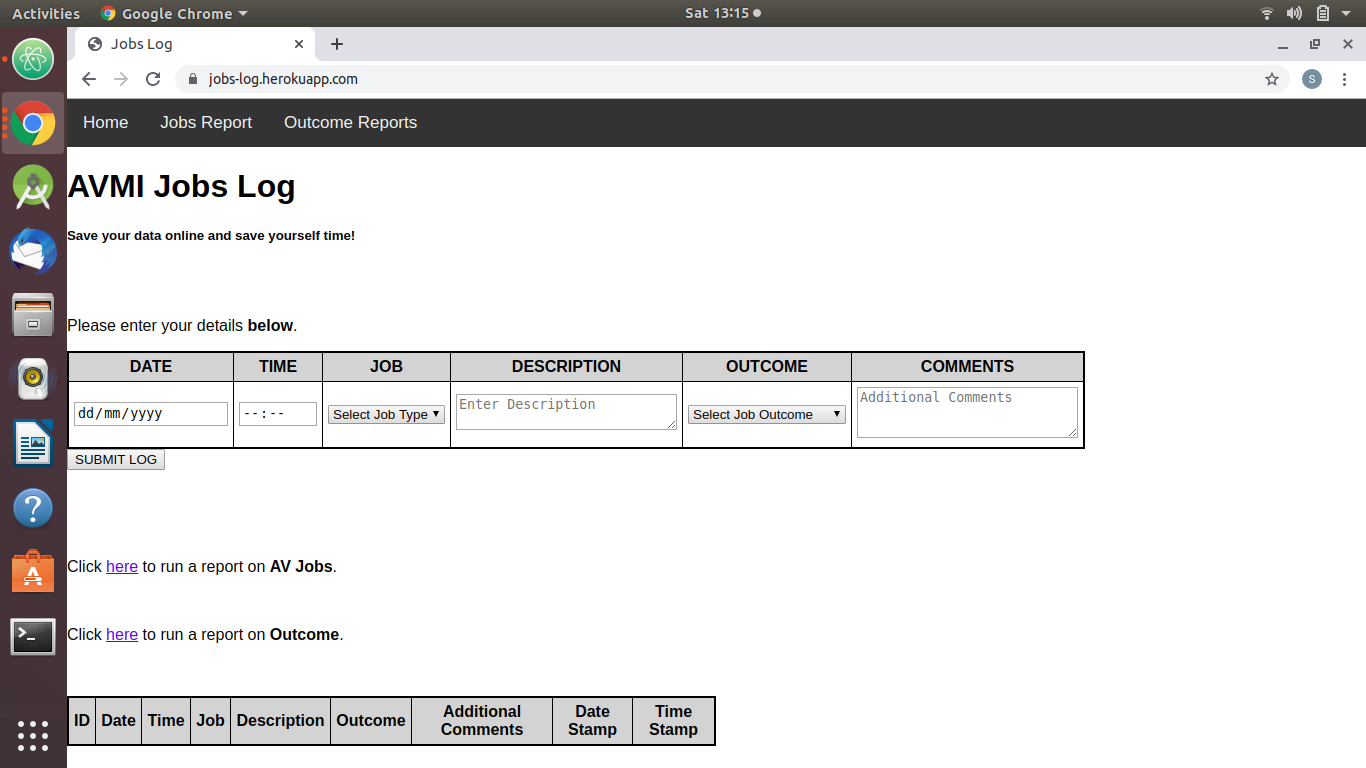 Activities Google Chrome Sat 13:15
Jobs Log
jobs-log.herokuapp.com S
Home Jobs Report Outcome Reports
AVMI Jobs Log
Save your data online and save yourself time!
Please enter your details below.
DATE TIME JOB DESCRIPTION OUTCOME COMMENTS
dd/mm/yyyy --:-- Select Job Type Enter Description Select Job Outcome Additional Comments
SUBMIT LOG
Click here to run a report on AV Jobs.
Click here to run a report on Outcome.
ID Date Time Job Description Outcome Additional Comments Date Stamp Time Stamp